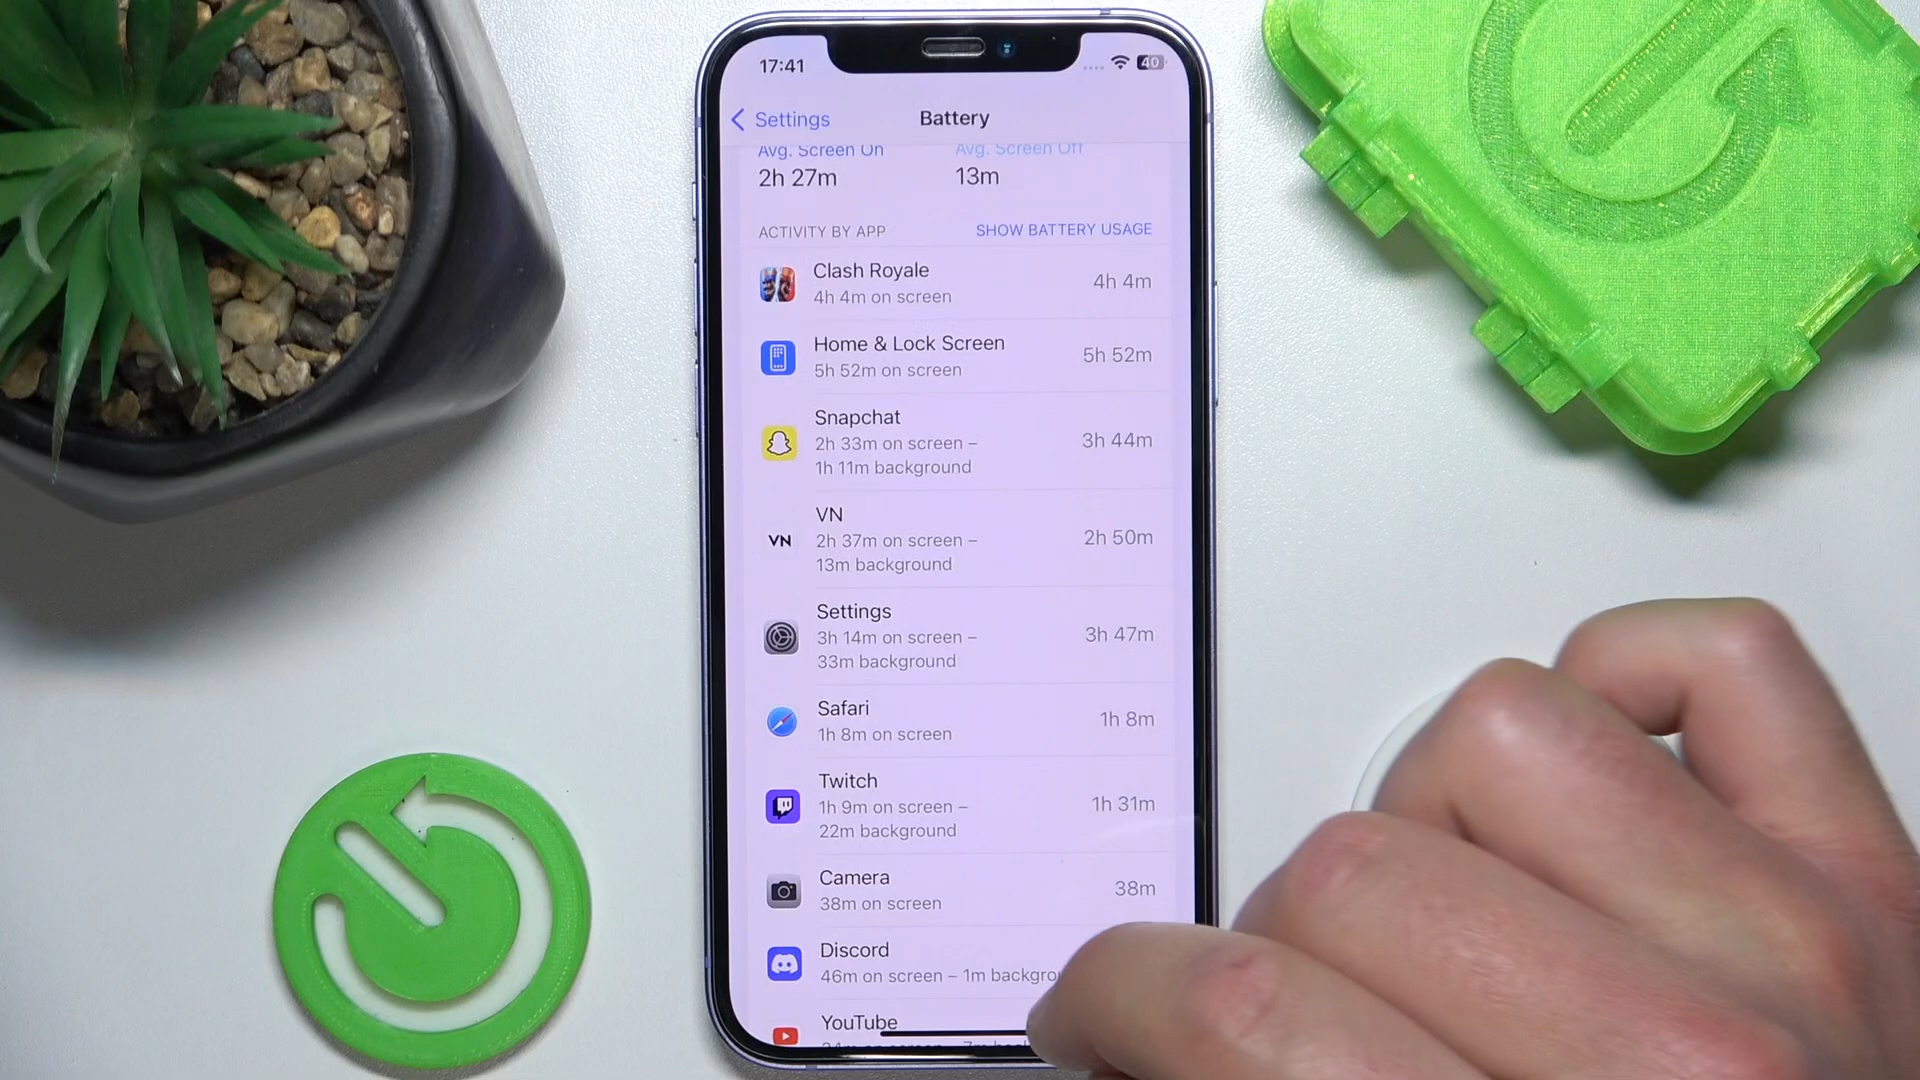 17:41
40
Settings
Battery
Avg. Screen On
Avg. Screen Off
2h 27m
13m
ACTIVITY BY APP
SHOW BATTERY USAGE
Clash Royale
4h 4m on screen
4h 4m
Home & Lock Screen
5h 52m on screen
5h 52m
Snapchat
2h 33m on screen –
1h 11m background
3h 44m
VN
VN
2h 37m on screen –
13m background
2h 50m
Settings
3h 14m on screen –
33m background
3h 47m
Safari
1h 8m on screen
1h 8m
Twitch
1h 9m on screen –
22m background
1h 31m
Camera
38m on screen
38m
Discord
46m on screen – 1m
YouTube